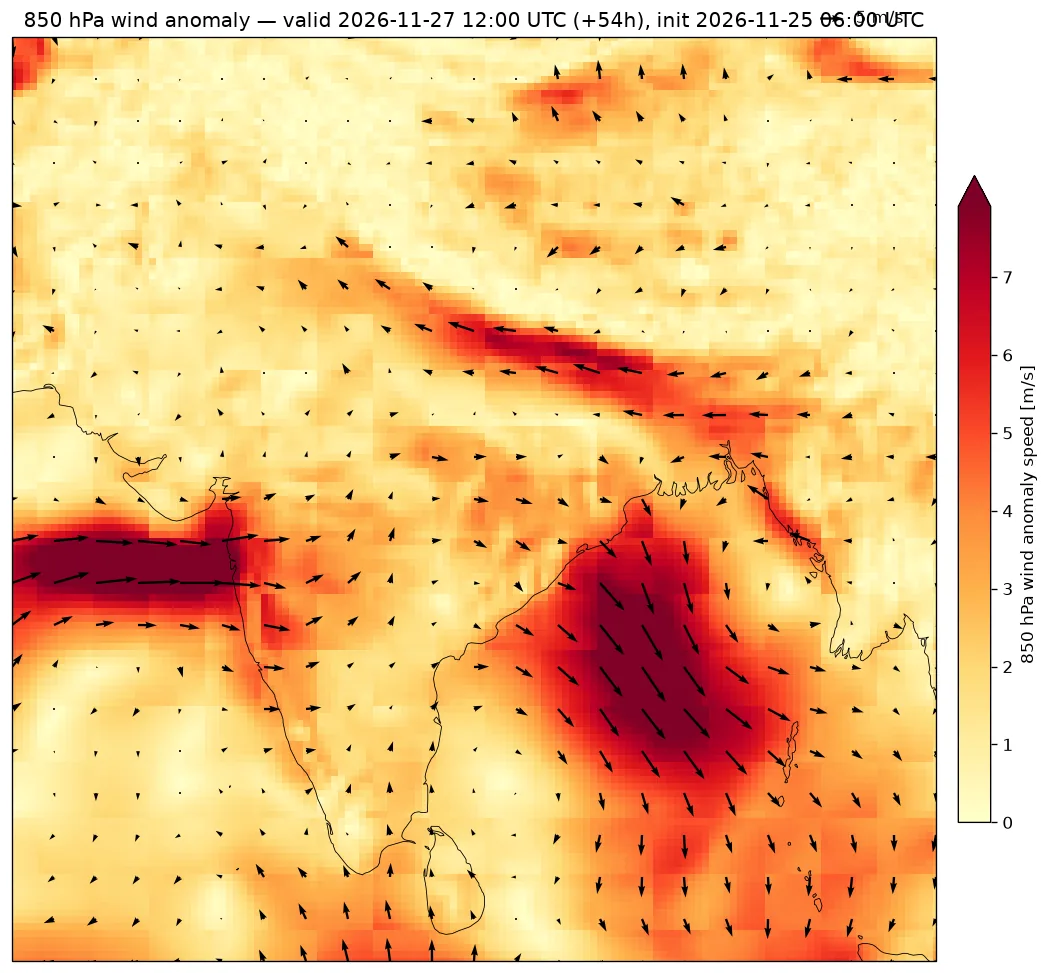 850 hPa wind anomaly — valid 2026-11-27 12:00 UTC (+54h), init 2026-11-25 06:00 UTC
5 m/s
7
6
5
4
3
2
1
0
850 hPa wind anomaly speed [m/s]